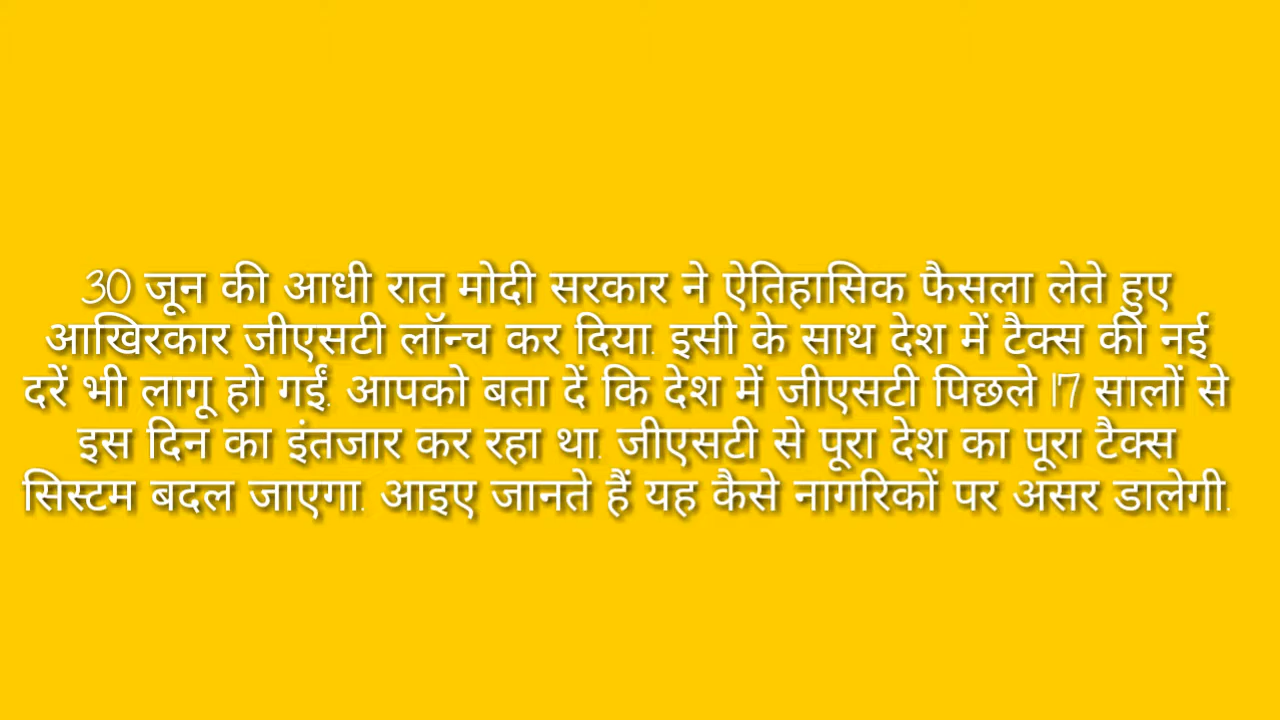 30 जून की आधी रात मोदी सरकार ने ऐतिहासिक फैसला लेते हुए
आखिरकार जीएसटी लॉन्च कर दिया. इसी के साथ देश में टैक्स की नई
दरें भी लागू हो गईं. आपको बता दें कि देश में जीएसटी पिछले 17 सालों से
इस दिन का इंतजार कर रहा था. जीएसटी से पूरा देश का पूरा टैक्स
सिस्टम बदल जाएगा. आइए जानते हैं यह कैसे नागरिकों पर असर डालेगी.